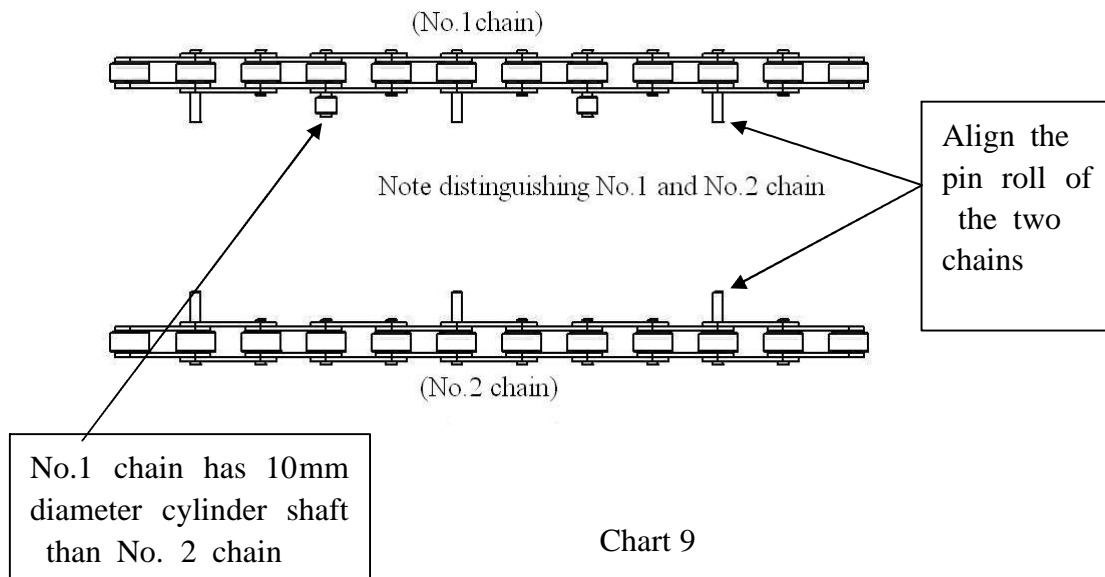 (No.1chain)
Align the
pin roll of
the two
chains
Note distinguishing No.1 and No.2 chain
(No.2 chain)
No.1 chain has 10mm
diameter cylinder shaft
than No. 2 chain
Chart 9